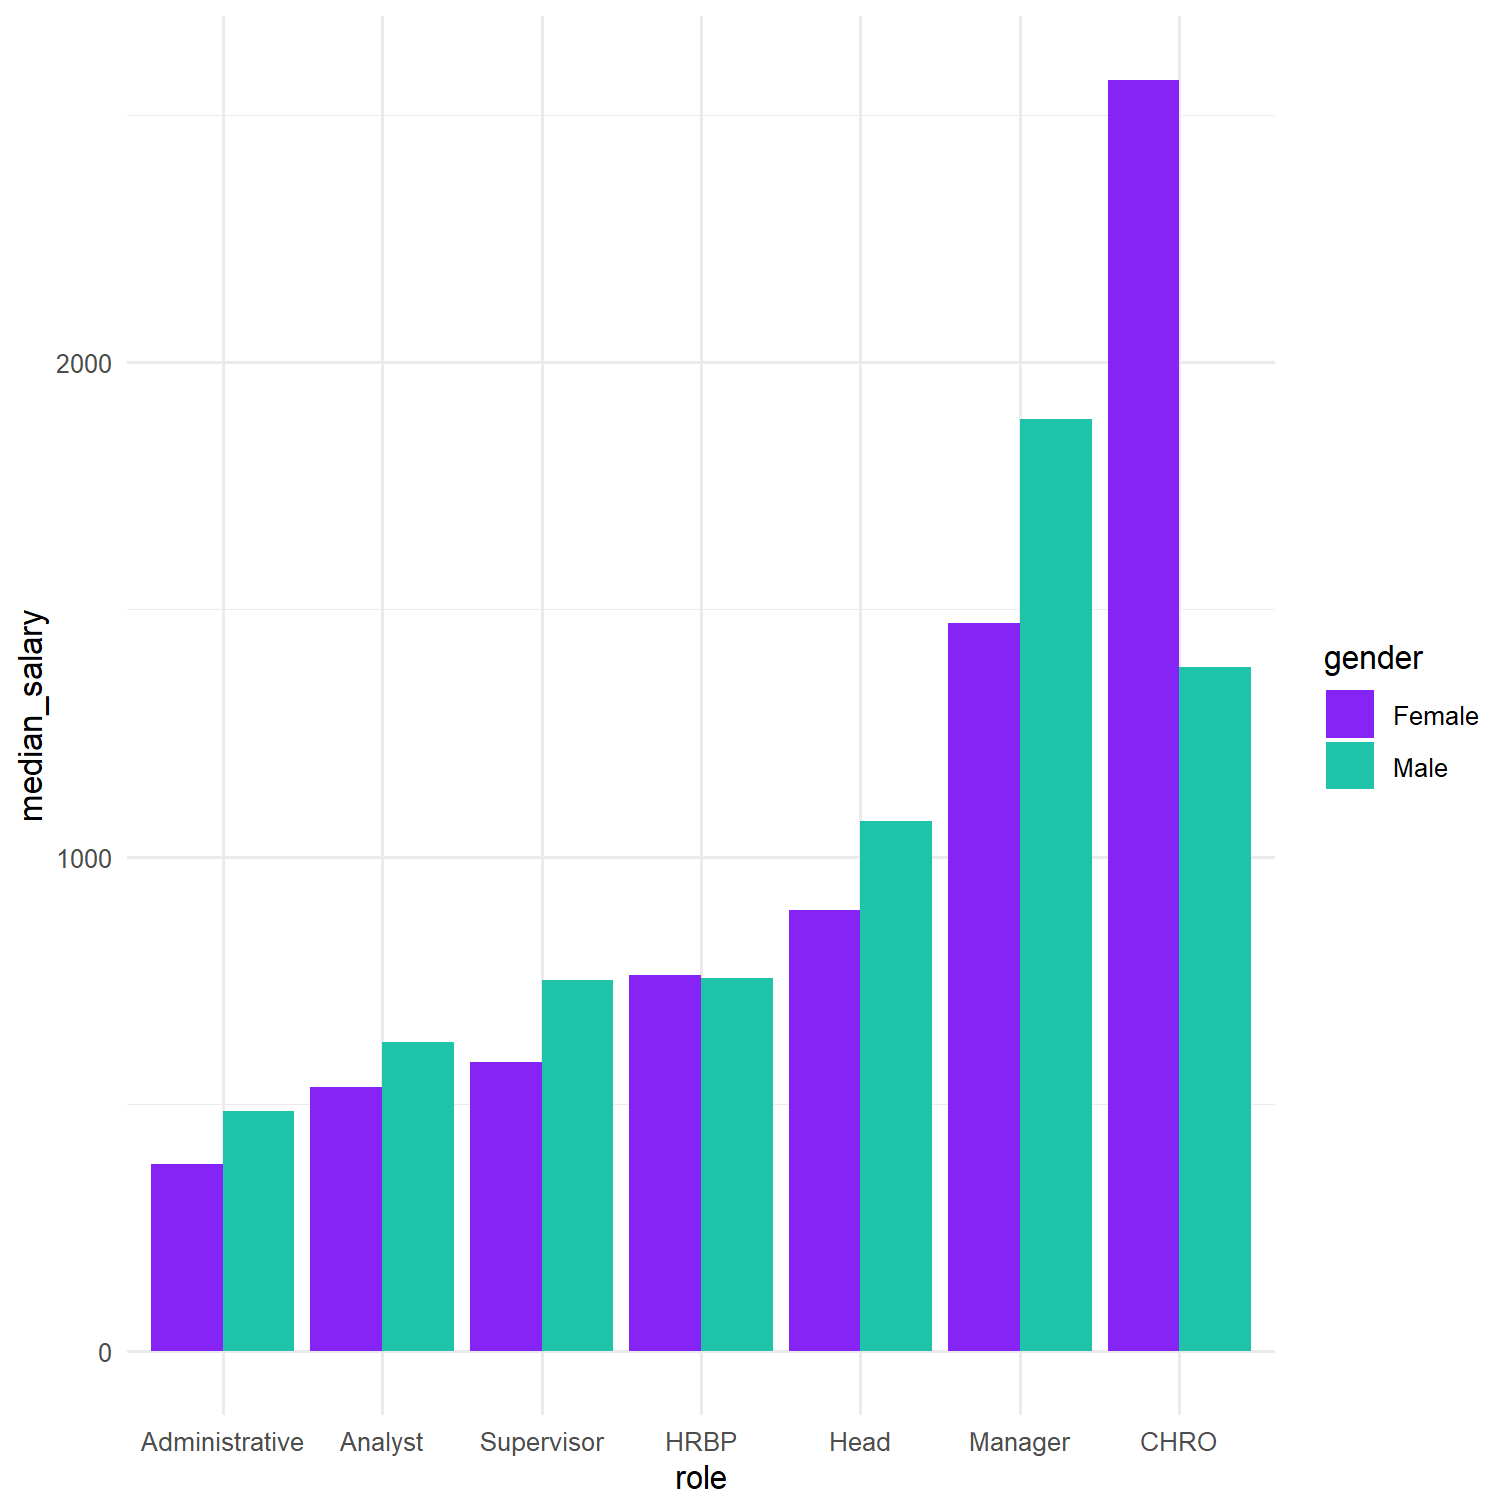 median_salary
2000
1000
0
Administrative Analyst Supervisor HRBP Head Manager CHRO
role
gender
Female
Male